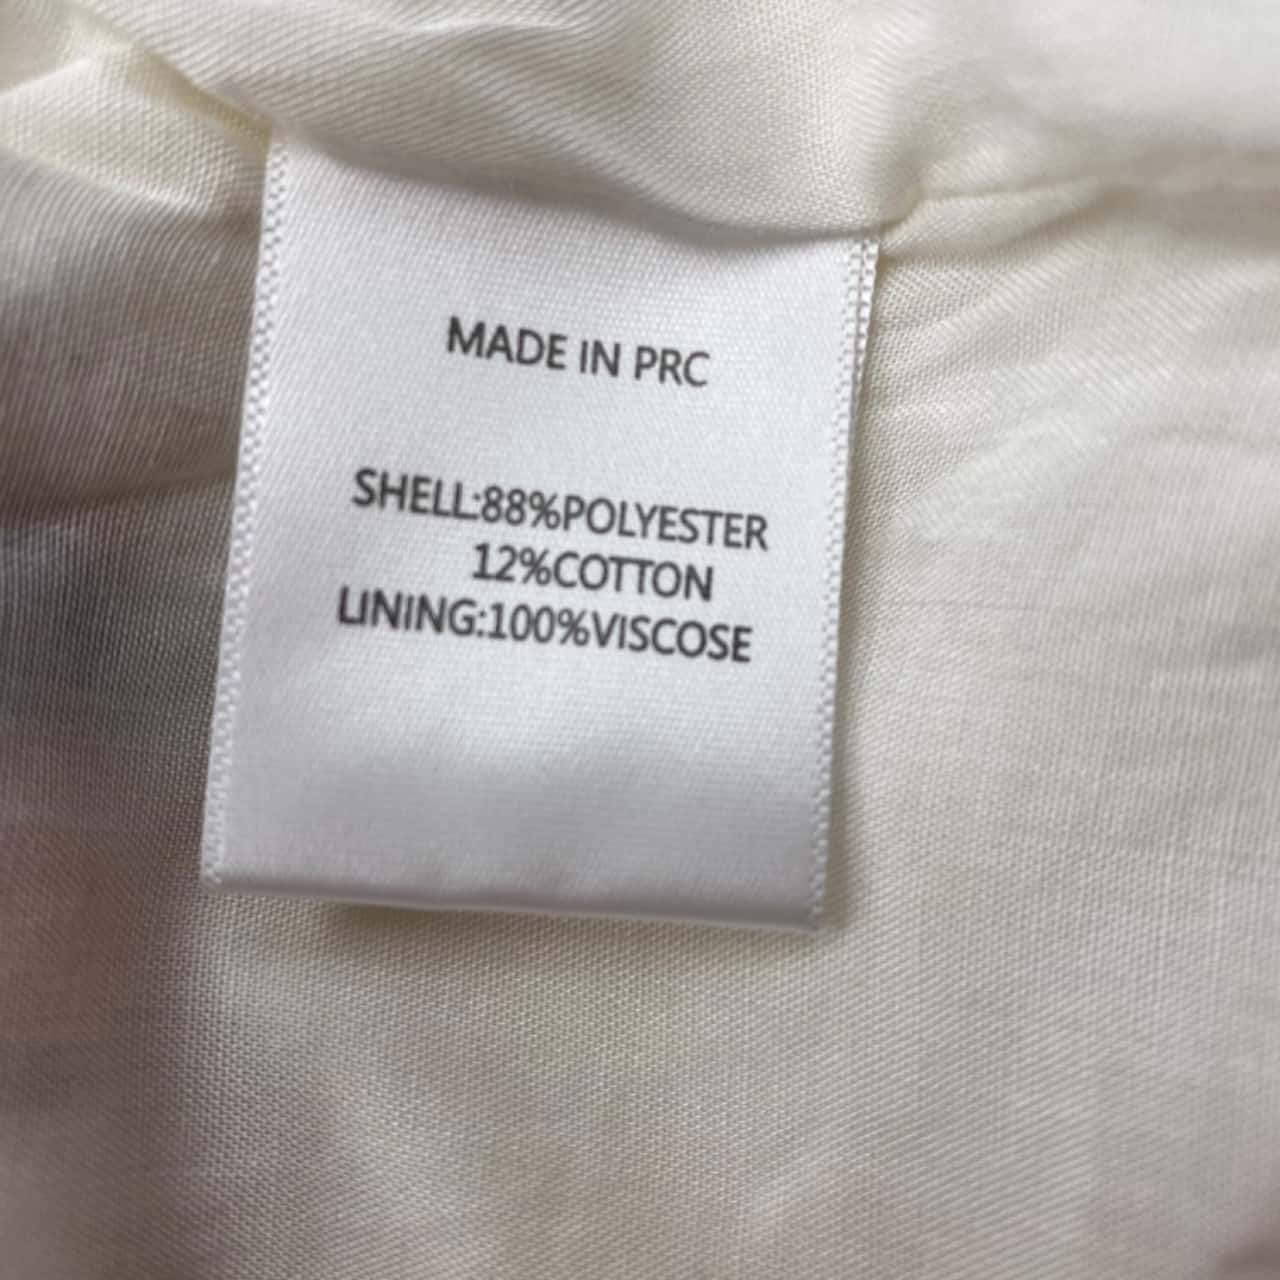 MADE IN PRC
SHELL:88%POLYESTER
12%COTTON
LINING:100%VISCOSE